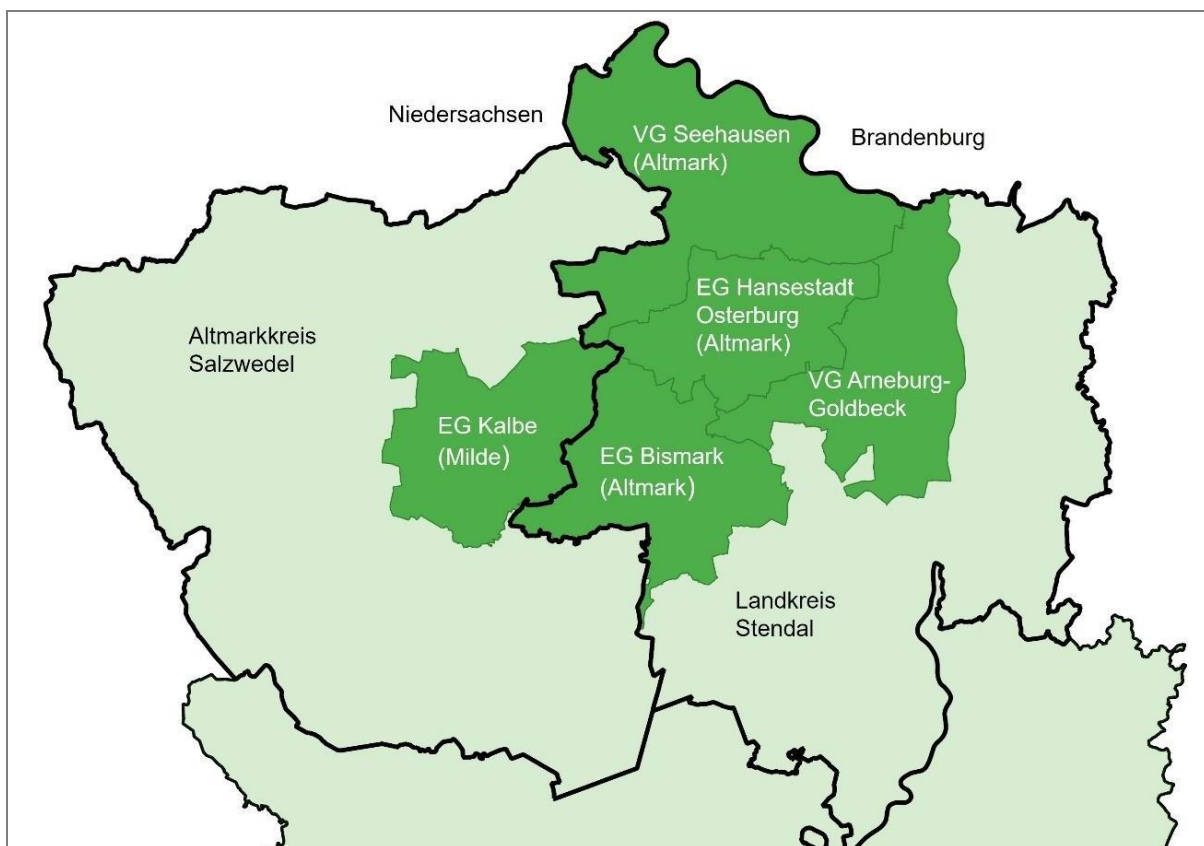 Niedersachsen
VG Seehausen
(Altmark)
Brandenburg
EG Hansestadt
Osterburg
(Altmark)
Altmarkkreis
Salzwedel
VG Arneburg-
Goldbeck
EG Kalbe
(Milde)
EG Bismark
(Altmark)
Landkreis
Stendal